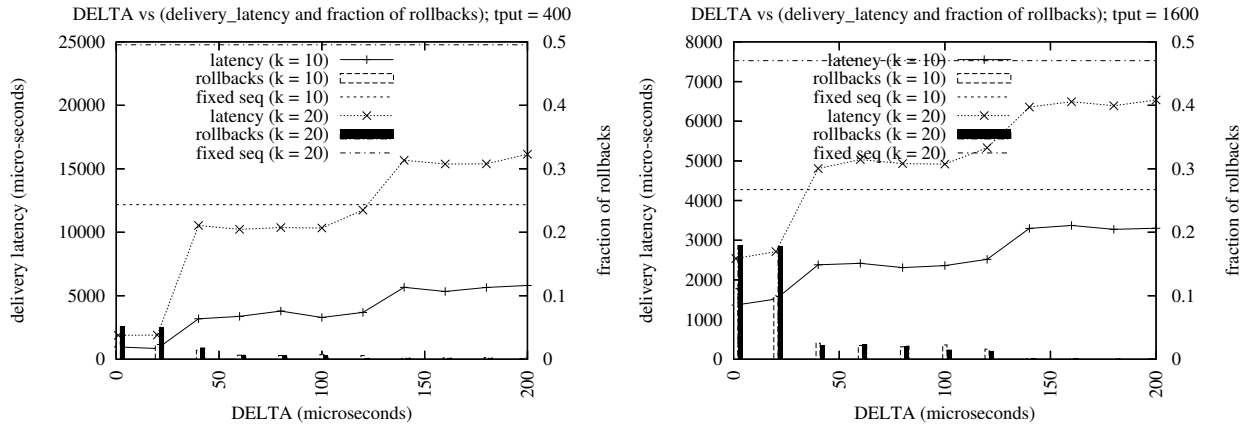 DELTA vs (delivery_latency and fraction of rollbacks); tput = 400
25000
20000
15000
10000
5000
0
delivery latency (micro-seconds)
latency (k = 10)
rollbacks (k = 10)
fixed seq (k = 10)
latency (k = 20)
rollbacks (k = 20)
fixed seq (k = 20)
0.5
0.4
0.3
0.2
0.1
0
fraction of rollbacks
0
50
100
150
200
DELTA (microseconds)
DELTA vs (delivery_latency and fraction of rollbacks); tput = 1600
8000
7000
6000
5000
4000
3000
2000
1000
0
delivery latency (micro-seconds)
latency (k = 10)
rollbacks (k = 10)
fixed seq (k = 10)
latency (k = 20)
rollbacks (k = 20)
fixed seq (k = 20)
0.5
0.4
0.3
0.2
0.1
0
fraction of rollbacks
0
50
100
150
200
DELTA (microseconds)